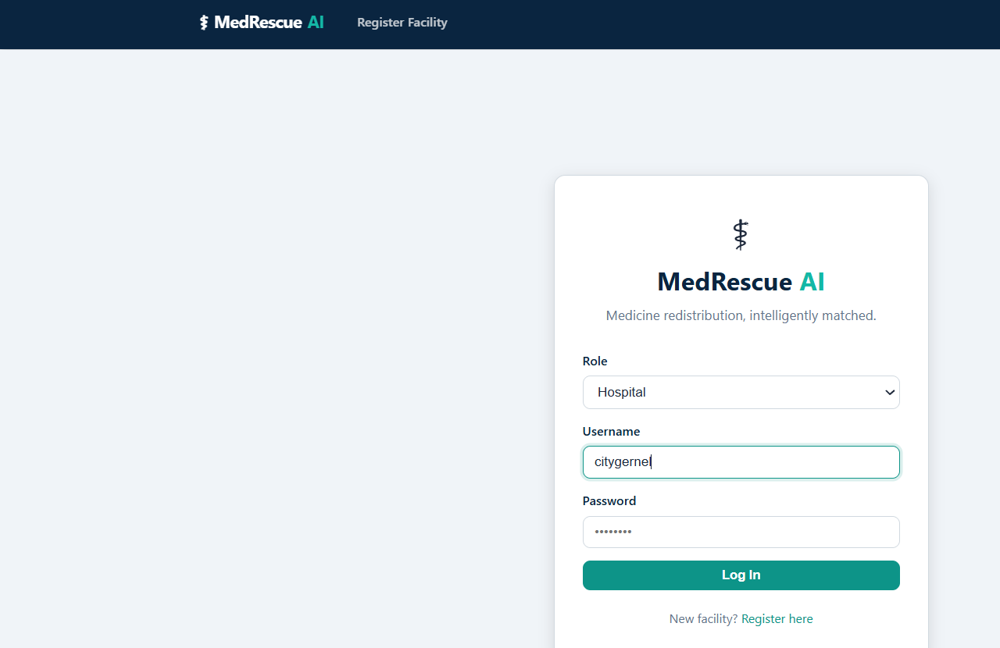 MedRescue AI Register Facility
MedRescue AI
Medicine redistribution, intelligently matched.
Role
Hospital
Username
citygernel
Password
••••••••
Log In
New facility? Register here